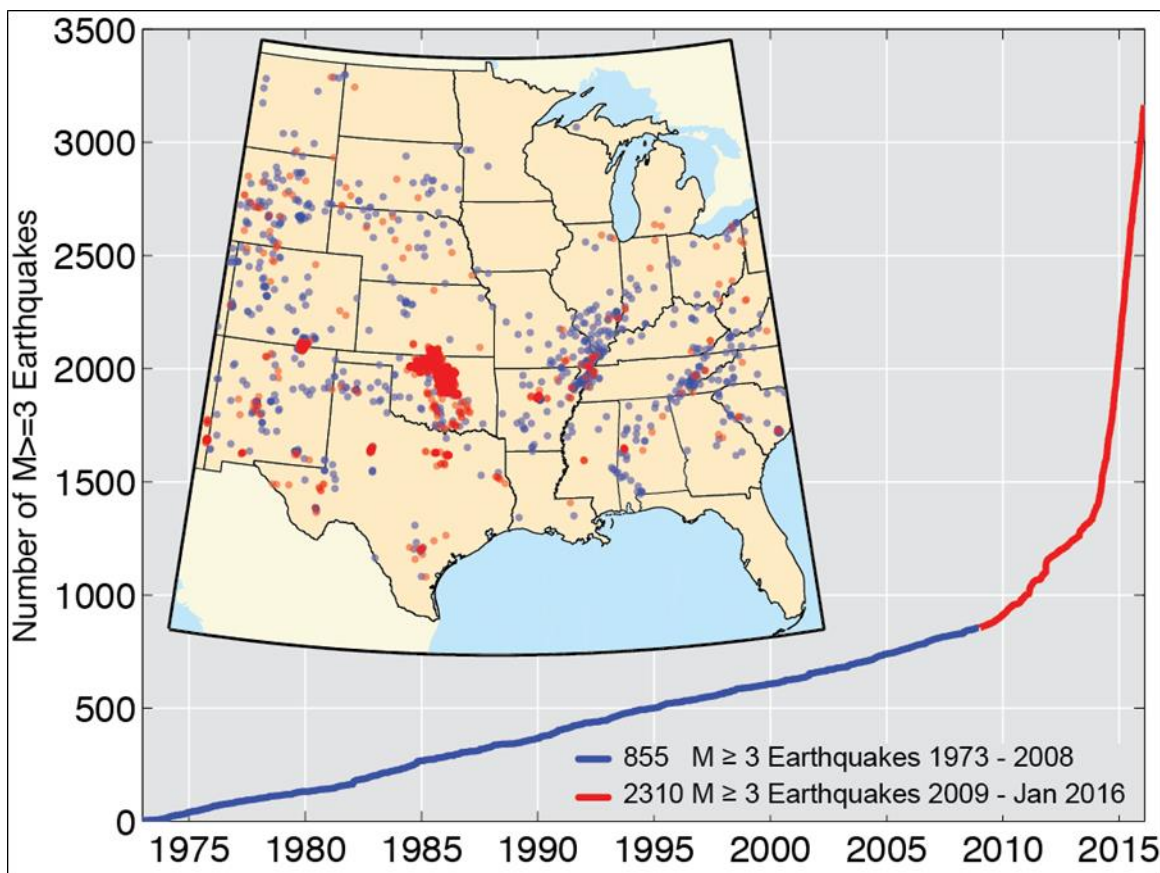 3500
3000
2500
2000
1500
1000
500
0
Number of M>=3 Earthquakes
855 M ≥ 3 Earthquakes 1973 - 2008
2310 M ≥ 3 Earthquakes 2009 - Jan 2016
1975 1980 1985 1990 1995 2000 2005 2010 2015